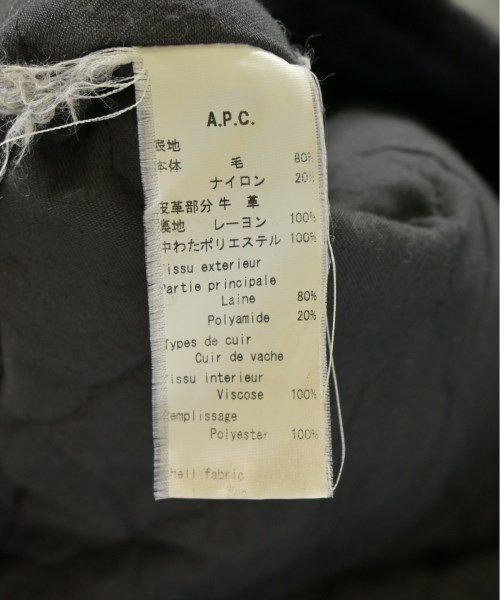 A.P.C.
表地
本体 毛 80%
ナイロン 20%
皮革部分 牛 革
裏地 レーヨン 100%
中わたポリエステル 100%
Tissu exterieur
Partie principale
Laine 80%
Polyamide 20%
Types de cuir
Cuir de vache
Tissu interieur
Viscose 100%
Remplissage
Polyester 100%
Shell fabric